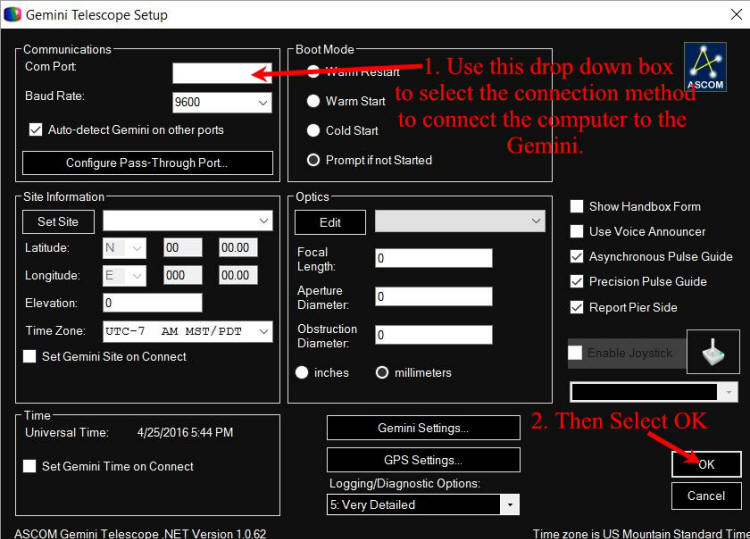 Gemini Telescope Setup
Communications
Com Port:
Baud Rate:
9600
Auto-detect Gemini on other ports
Configure Pass-Through Port...
Boot Mode
Warm Restart
Warm Start
Cold Start
Prompt if not Started
1. Use this drop down box
to select the connection method
to connect the computer to the
Gemini.
ASCOM
Site Information
Set Site
Latitude:
N
00
00.00
Longitude:
E
000
00.00
Elevation:
0
Time Zone:
UTC-7 AM MST/PDT
Set Gemini Site on Connect
Optics
Edit
Focal
Length:
0
Aperture
Diameter:
0
Obstruction
Diameter:
0
inches
millimeters
Show Handbox Form
Use Voice Announcer
Asynchronous Pulse Guide
Precision Pulse Guide
Report Pier Side
Enable Joystick
Time
Universal Time:
4/25/2016 5:44 PM
Set Gemini Time on Connect
Gemini Settings...
GPS Settings...
Logging/Diagnostic Options:
5: Very Detailed
2. Then Select OK
OK
Cancel
ASCOM Gemini Telescope .NET Version 1.0.62
Time zone is US Mountain Standard Time